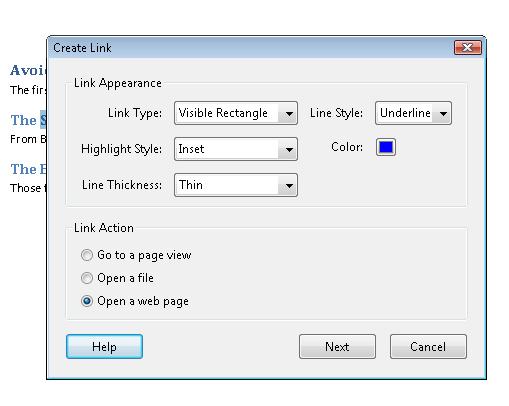 Create Link
Avoi
The firs
The S
From B
The E
Those f
Link Appearance
Link Type: Visible Rectangle Line Style: Underline
Highlight Style: Inset Color:
Line Thickness: Thin
Link Action
Go to a page view
Open a file
Open a web page
Help Next Cancel